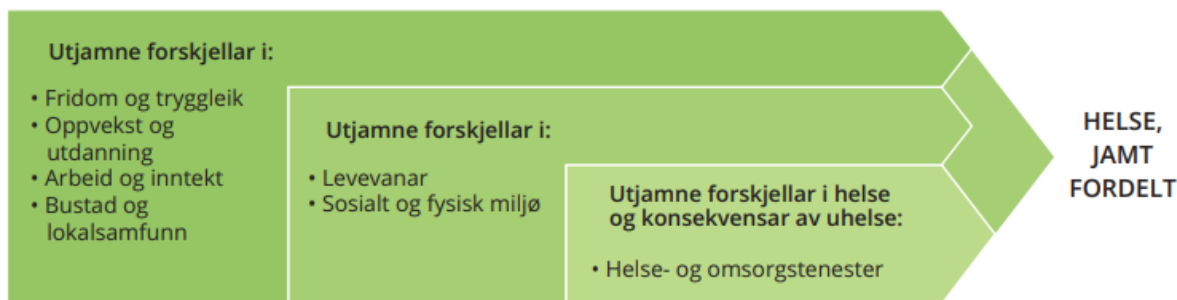 Utjamne forskjellar i:
• Fridom og tryggleik
• Oppvekst og
utdanning
• Arbeid og inntekt
• Bustad og
lokalsamfunn
Utjamne forskjellar i:
• Levevanar
• Sosialt og fysisk miljø
Utjamne forskjellar i helse
og konsekvensar av uhelse:
• Helse- og omsorgstenester
HELSE,
JAMT
FORDELT